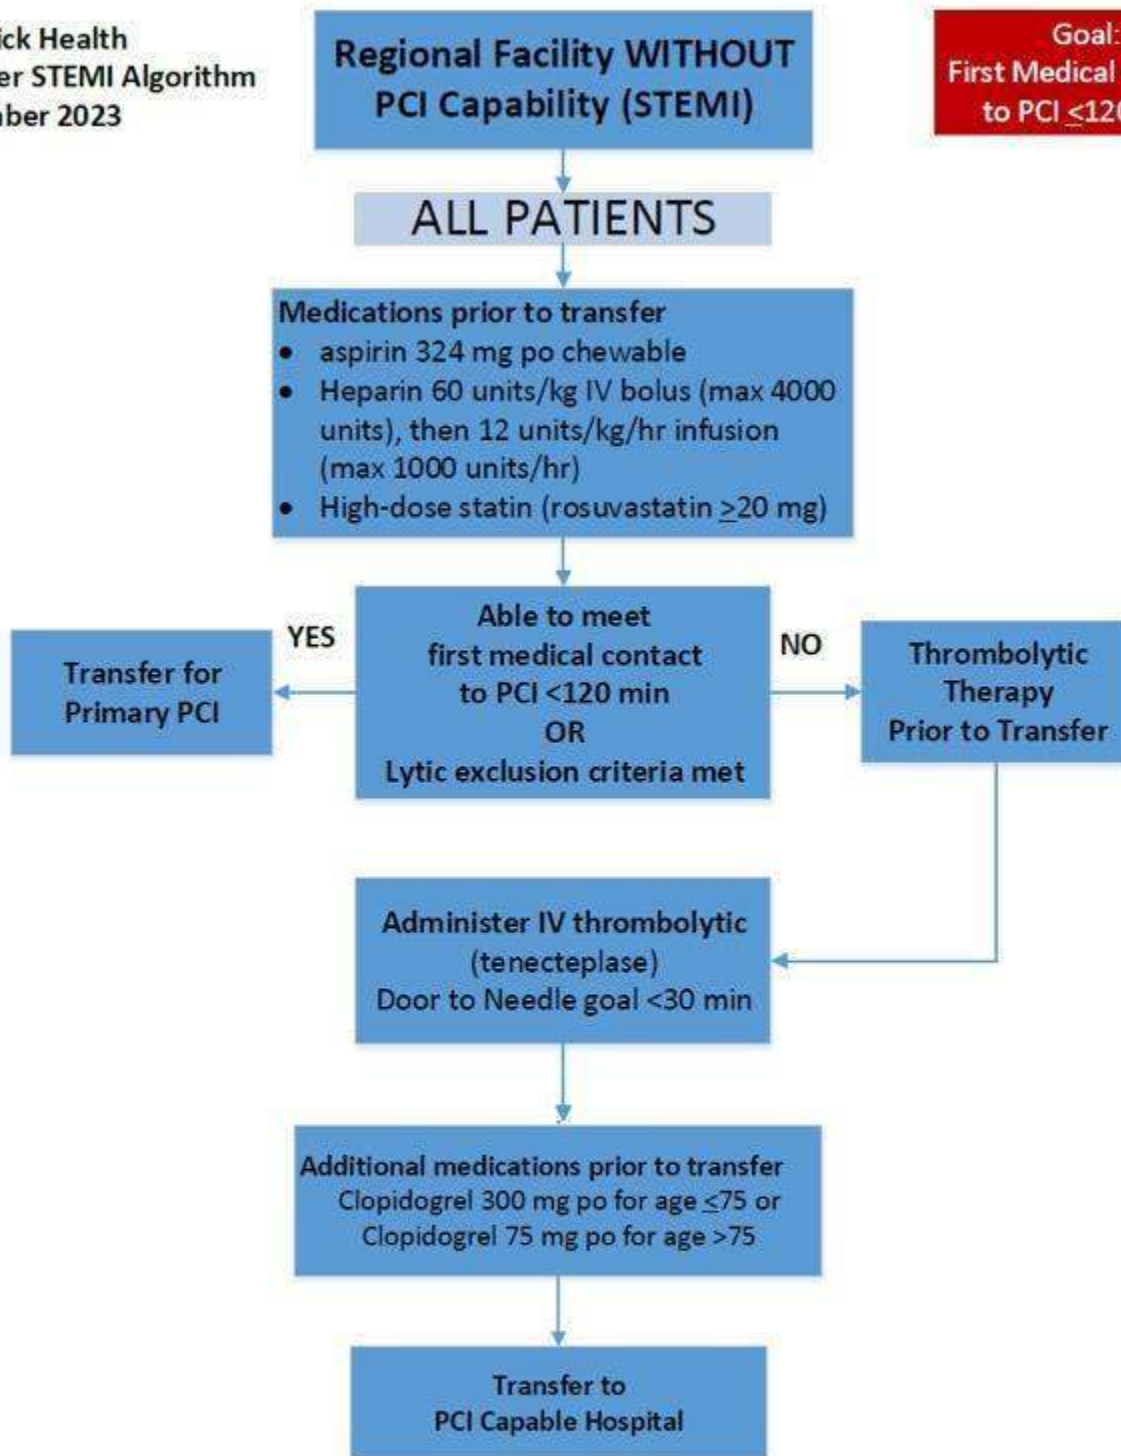 ick Health
er STEMI Algorithm
ber 2023
Regional Facility WITHOUT
PCI Capability (STEMI)
Goal:
First Medical
to PCI ≤120
ALL PATIENTS
Medications prior to transfer
• aspirin 324 mg po chewable
• Heparin 60 units/kg IV bolus (max 4000
units), then 12 units/kg/hr infusion
(max 1000 units/hr)
• High-dose statin (rosuvastatin ≥20 mg)
Able to meet
first medical contact
to PCI <120 min
OR
Lytic exclusion criteria met
YES
NO
Transfer for
Primary PCI
Thrombolytic
Therapy
Prior to Transfer
Administer IV thrombolytic
(tenecteplase)
Door to Needle goal <30 min
Additional medications prior to transfer
Clopidogrel 300 mg po for age ≤75 or
Clopidogrel 75 mg po for age >75
Transfer to
PCI Capable Hospital